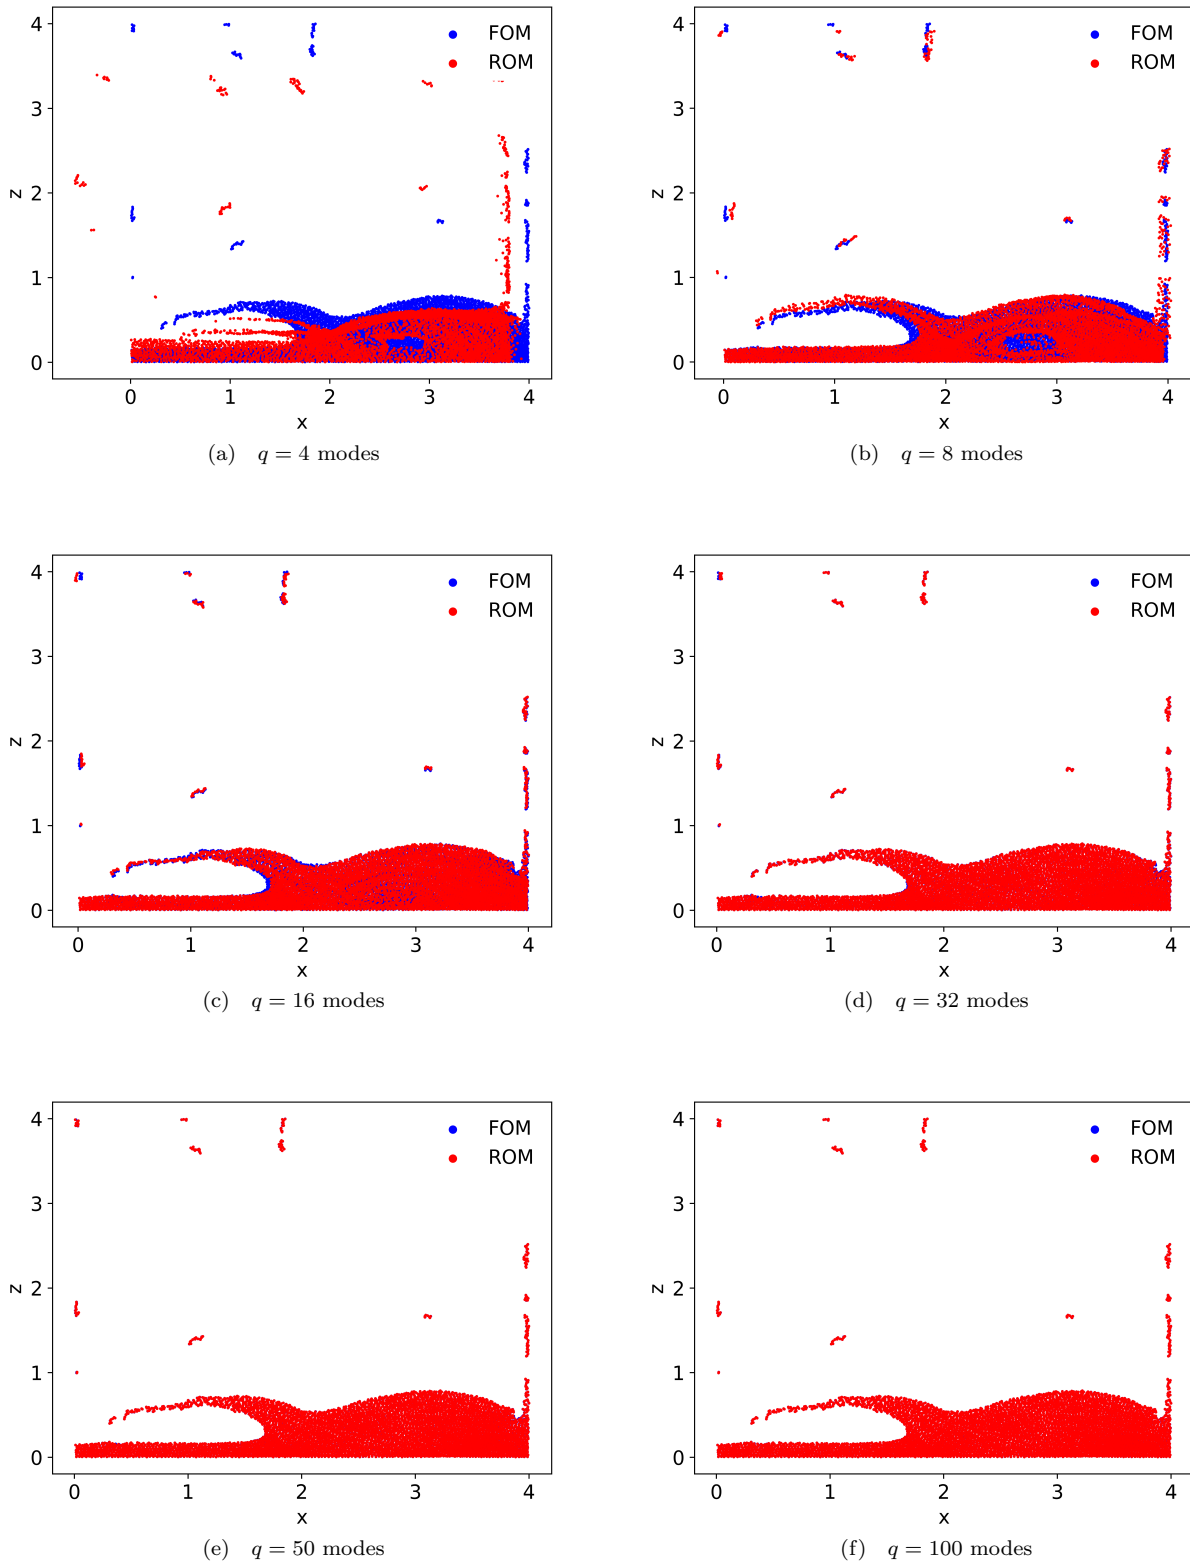 4
3
2
1
0
z
0 1 2 3 4
x
FOM
ROM
(a) q = 4 modes
4
3
2
1
0
z
0 1 2 3 4
x
FOM
ROM
(b) q = 8 modes
4
3
2
1
0
z
0 1 2 3 4
x
FOM
ROM
(c) q = 16 modes
4
3
2
1
0
z
0 1 2 3 4
x
FOM
ROM
(d) q = 32 modes
4
3
2
1
0
z
0 1 2 3 4
x
FOM
ROM
(e) q = 50 modes
4
3
2
1
0
z
0 1 2 3 4
x
FOM
ROM
(f) q = 100 modes